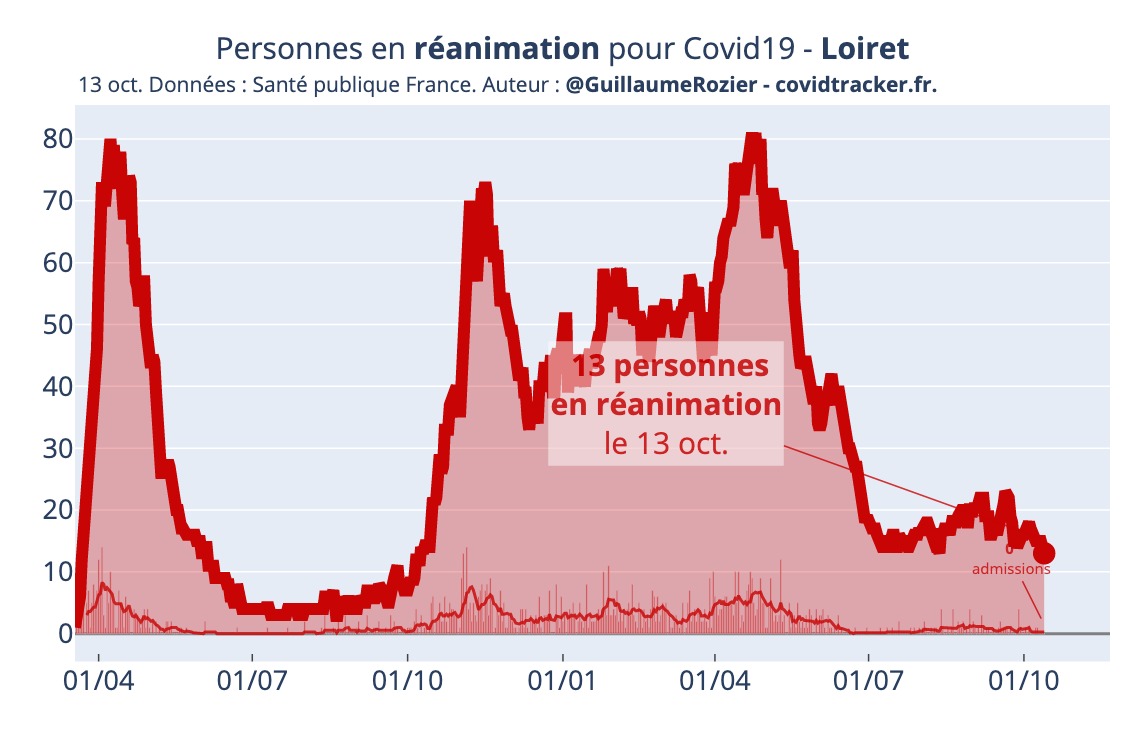 Personnes en réanimation pour Covid19 - Loiret
13 oct. Données : Santé publique France. Auteur : @GuillaumeRozier - covidtracker.fr.
80
70
60
50
40
30
20
10
0
13 personnes
en réanimation
le 13 oct.
0
admissions
01/04 01/07 01/10 01/01 01/04 01/07 01/10